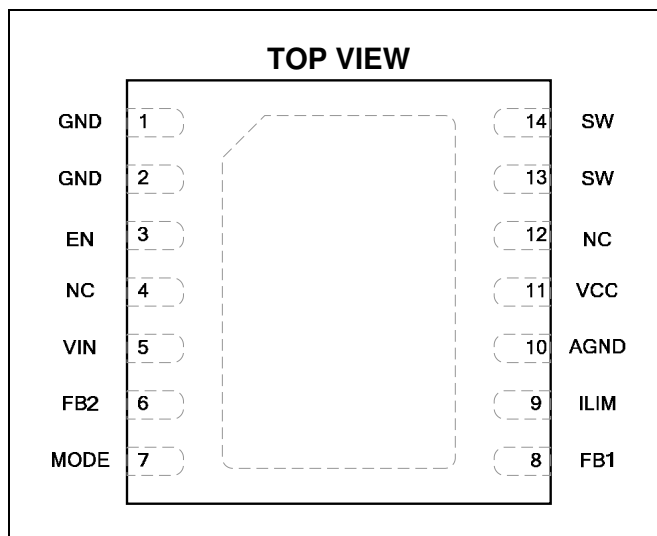 TOP VIEW
GND 1 14 SW
GND 2 13 SW
EN 3 12 NC
NC 4 11 VCC
VIN 5 10 AGND
FB2 6 9 ILIM
MODE 7 8 FB1